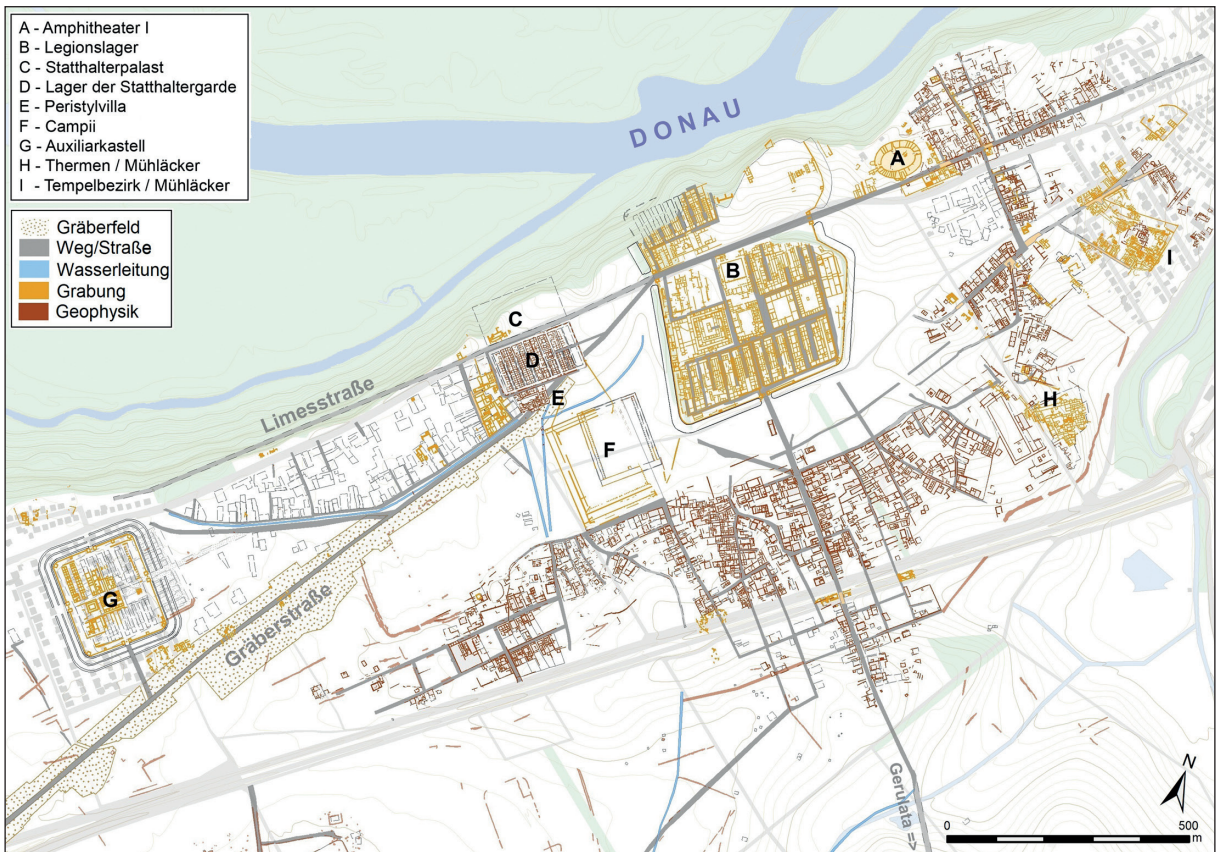 A - Amphitheater I
B - Legionslager
C - Statthalterpalast
D - Lager der Statthaltergarde
E - Peristylvilla
F - Campii
G - Auxiliarkastell
H - Thermen / Mühläcker
I - Tempelbezirk / Mühläcker
Gräberfeld
Weg/Straße
Wasserleitung
Grabung
Geophysik
DONAU
A
B
I
C
D
E
Limesstraße
H
F
G
Gräberstraße
Gerulata =>
N
0
500
m